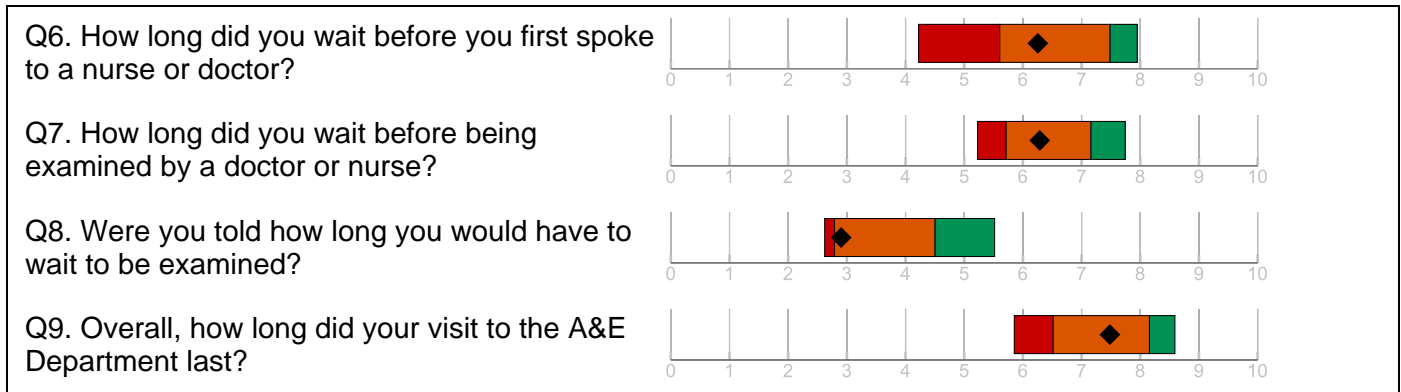 Q6. How long did you wait before you first spoke
to a nurse or doctor?
0 1 2 3 4 5 6 7 8 9 10
Q7. How long did you wait before being
examined by a doctor or nurse?
0 1 2 3 4 5 6 7 8 9 10
Q8. Were you told how long you would have to
wait to be examined?
0 1 2 3 4 5 6 7 8 9 10
Q9. Overall, how long did your visit to the A&E
Department last?
0 1 2 3 4 5 6 7 8 9 10